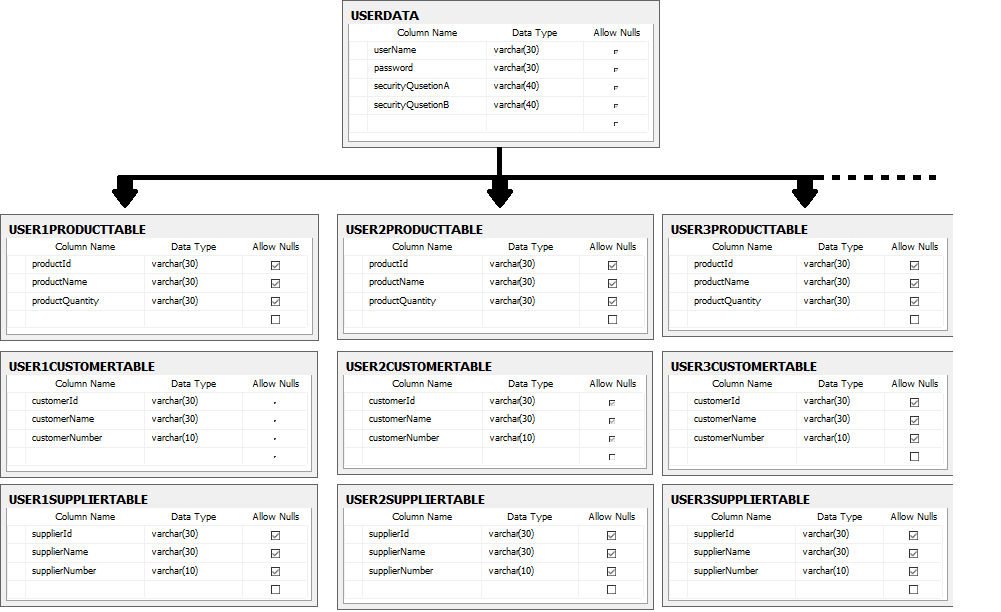 USERDATA
Column Name Data Type Allow Nulls
userName varchar(30)
password varchar(30)
securityQusetionA varchar(40)
securityQusetionB varchar(40)
USER1PRODUCTTABLE
Column Name Data Type Allow Nulls
productId varchar(30)
productName varchar(30)
productQuantity varchar(30)
USER2PRODUCTTABLE
Column Name Data Type Allow Nulls
productId varchar(30)
productName varchar(30)
productQuantity varchar(30)
USER3PRODUCTTABLE
Column Name Data Type Allow Nulls
productId varchar(30)
productName varchar(30)
productQuantity varchar(30)
USER1CUSTOMERTABLE
Column Name Data Type Allow Nulls
customerId varchar(30)
customerName varchar(30)
customerNumber varchar(10)
USER2CUSTOMERTABLE
Column Name Data Type Allow Nulls
customerId varchar(30)
customerName varchar(30)
customerNumber varchar(10)
USER3CUSTOMERTABLE
Column Name Data Type Allow Nulls
customerId varchar(30)
customerName varchar(30)
customerNumber varchar(10)
USER1SUPPLIERTABLE
Column Name Data Type Allow Nulls
supplierId varchar(30)
supplierName varchar(30)
supplierNumber varchar(10)
USER2SUPPLIERTABLE
Column Name Data Type Allow Nulls
supplierId varchar(30)
supplierName varchar(30)
supplierNumber varchar(10)
USER3SUPPLIERTABLE
Column Name Data Type Allow Nulls
supplierId varchar(30)
supplierName varchar(30)
supplierNumber varchar(10)